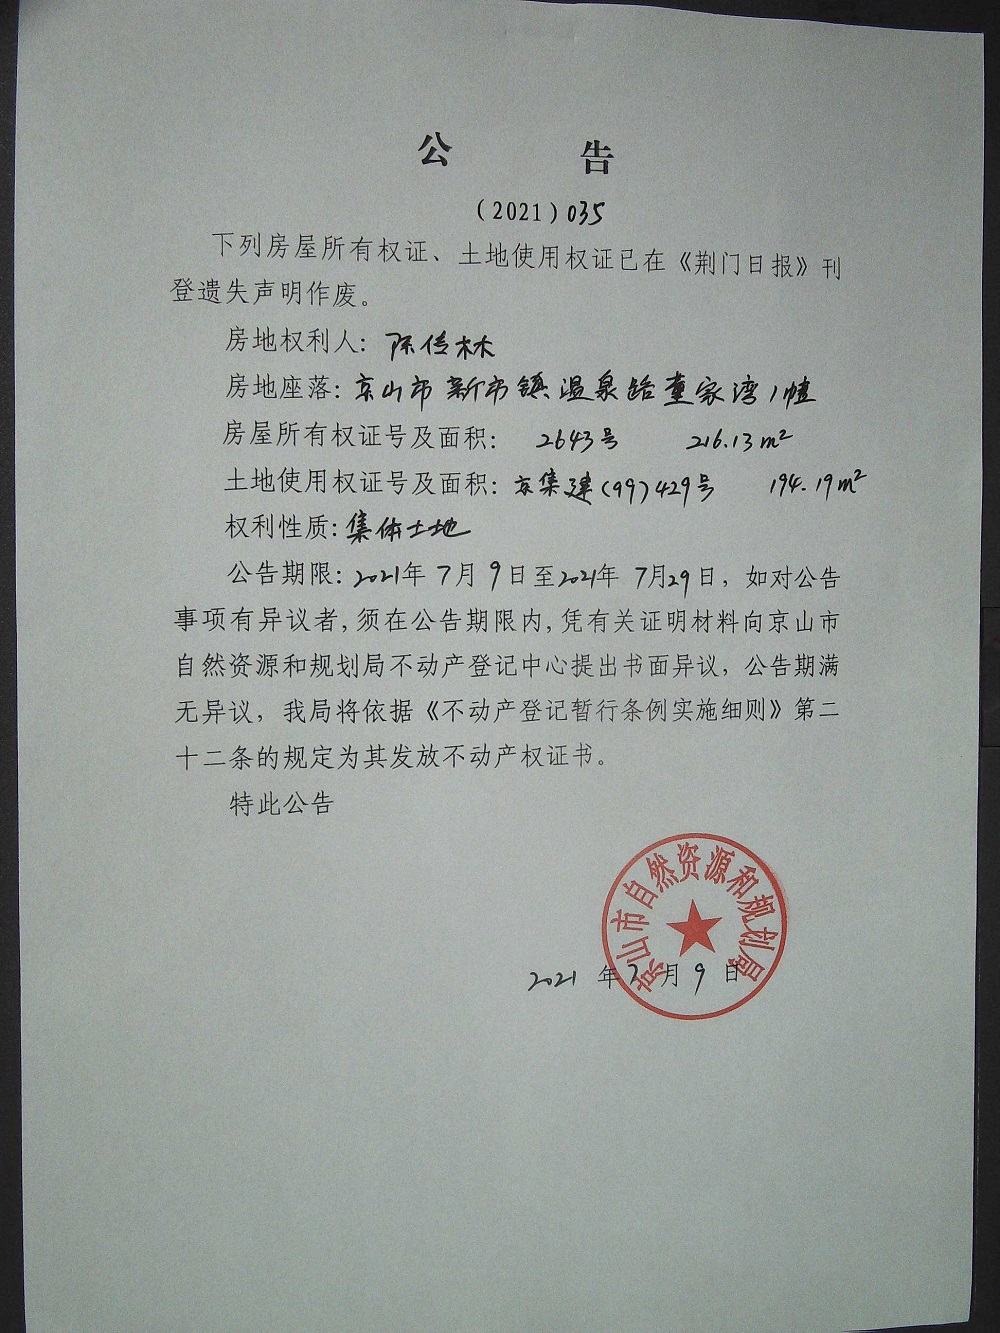 公 告
（2021）035
下列房屋所有权证、土地使用权证已在《荆门日报》刊
登遗失声明作废。
房地权利人：陈传林
房地座落：京山市新市镇温泉路董家湾1幢
房屋所有权证号及面积： 2643号 216.13m²
土地使用权证号及面积：京集建(99)429号 194.19m²
权利性质：集体土地
公告期限：2021年7月9日至2021年7月29日，如对公告
事项有异议者,须在公告期限内,凭有关证明材料向京山市
自然资源和规划局不动产登记中心提出书面异议，公告期满
无异议，我局将依据《不动产登记暂行条例实施细则》第二
十二条的规定为其发放不动产权证书。
特此公告
京山市自然资源和规划局
2021 年 7 月 9 日